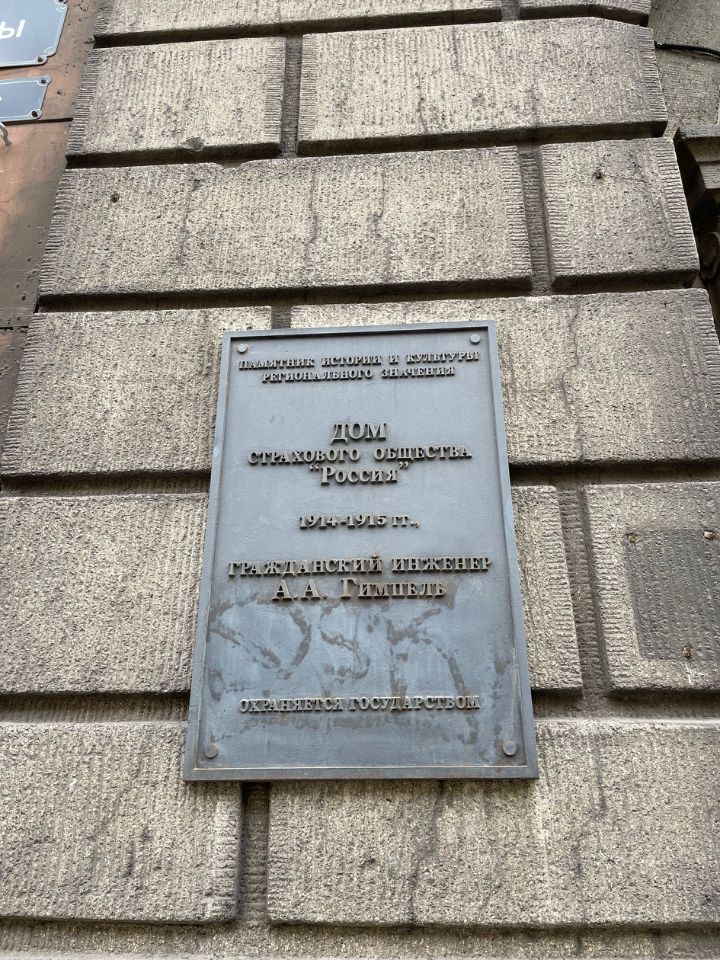 Ы
ПАМЯТНИК ИСТОРИИ И КУЛЬТУРЫ
РЕГИОНАЛЬНОГО ЗНАЧЕНИЯ
ДОМ
СТРАХОВОГО ОБЩЕСТВА
“РОССИЯ”
1914-1915 гг.,
ГРАЖДАНСКИЙ ИНЖЕНЕР
А.А. ГИМПЕЛЬ
ОХРАНЯЕТСЯ ГОСУДАРСТВОМ